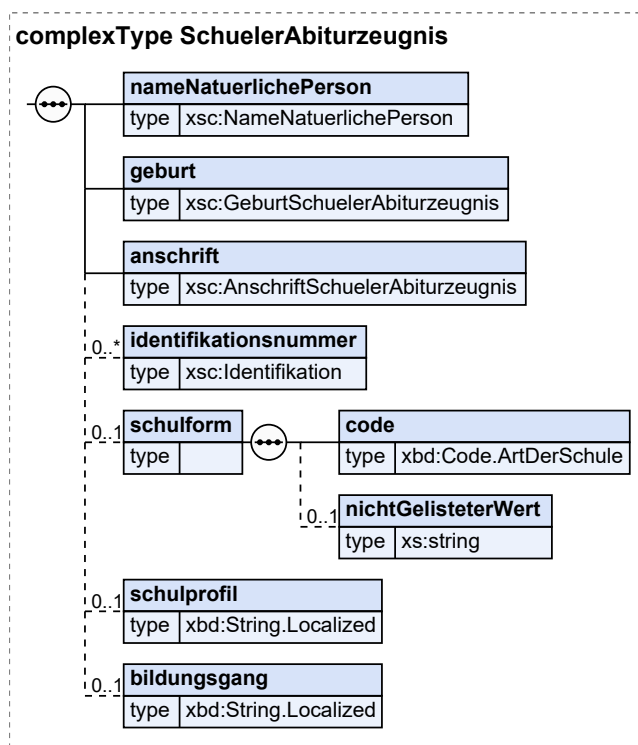 complexType SchuelerAbiturzeugnis
nameNatuerlichePerson
type xsc:NameNatuerlichePerson
geburt
type xsc:GeburtSchuelerAbiturzeugnis
anschrift
type xsc:AnschriftSchuelerAbiturzeugnis
0..* identifikationsnummer
type xsc:Identifikation
0..1 schulform code
type type xbd:Code.ArtDerSchule
0..1 nichtGelisteterWert
type xs:string
0..1 schulprofil
type xbd:String.Localized
0..1 bildungsgang
type xbd:String.Localized